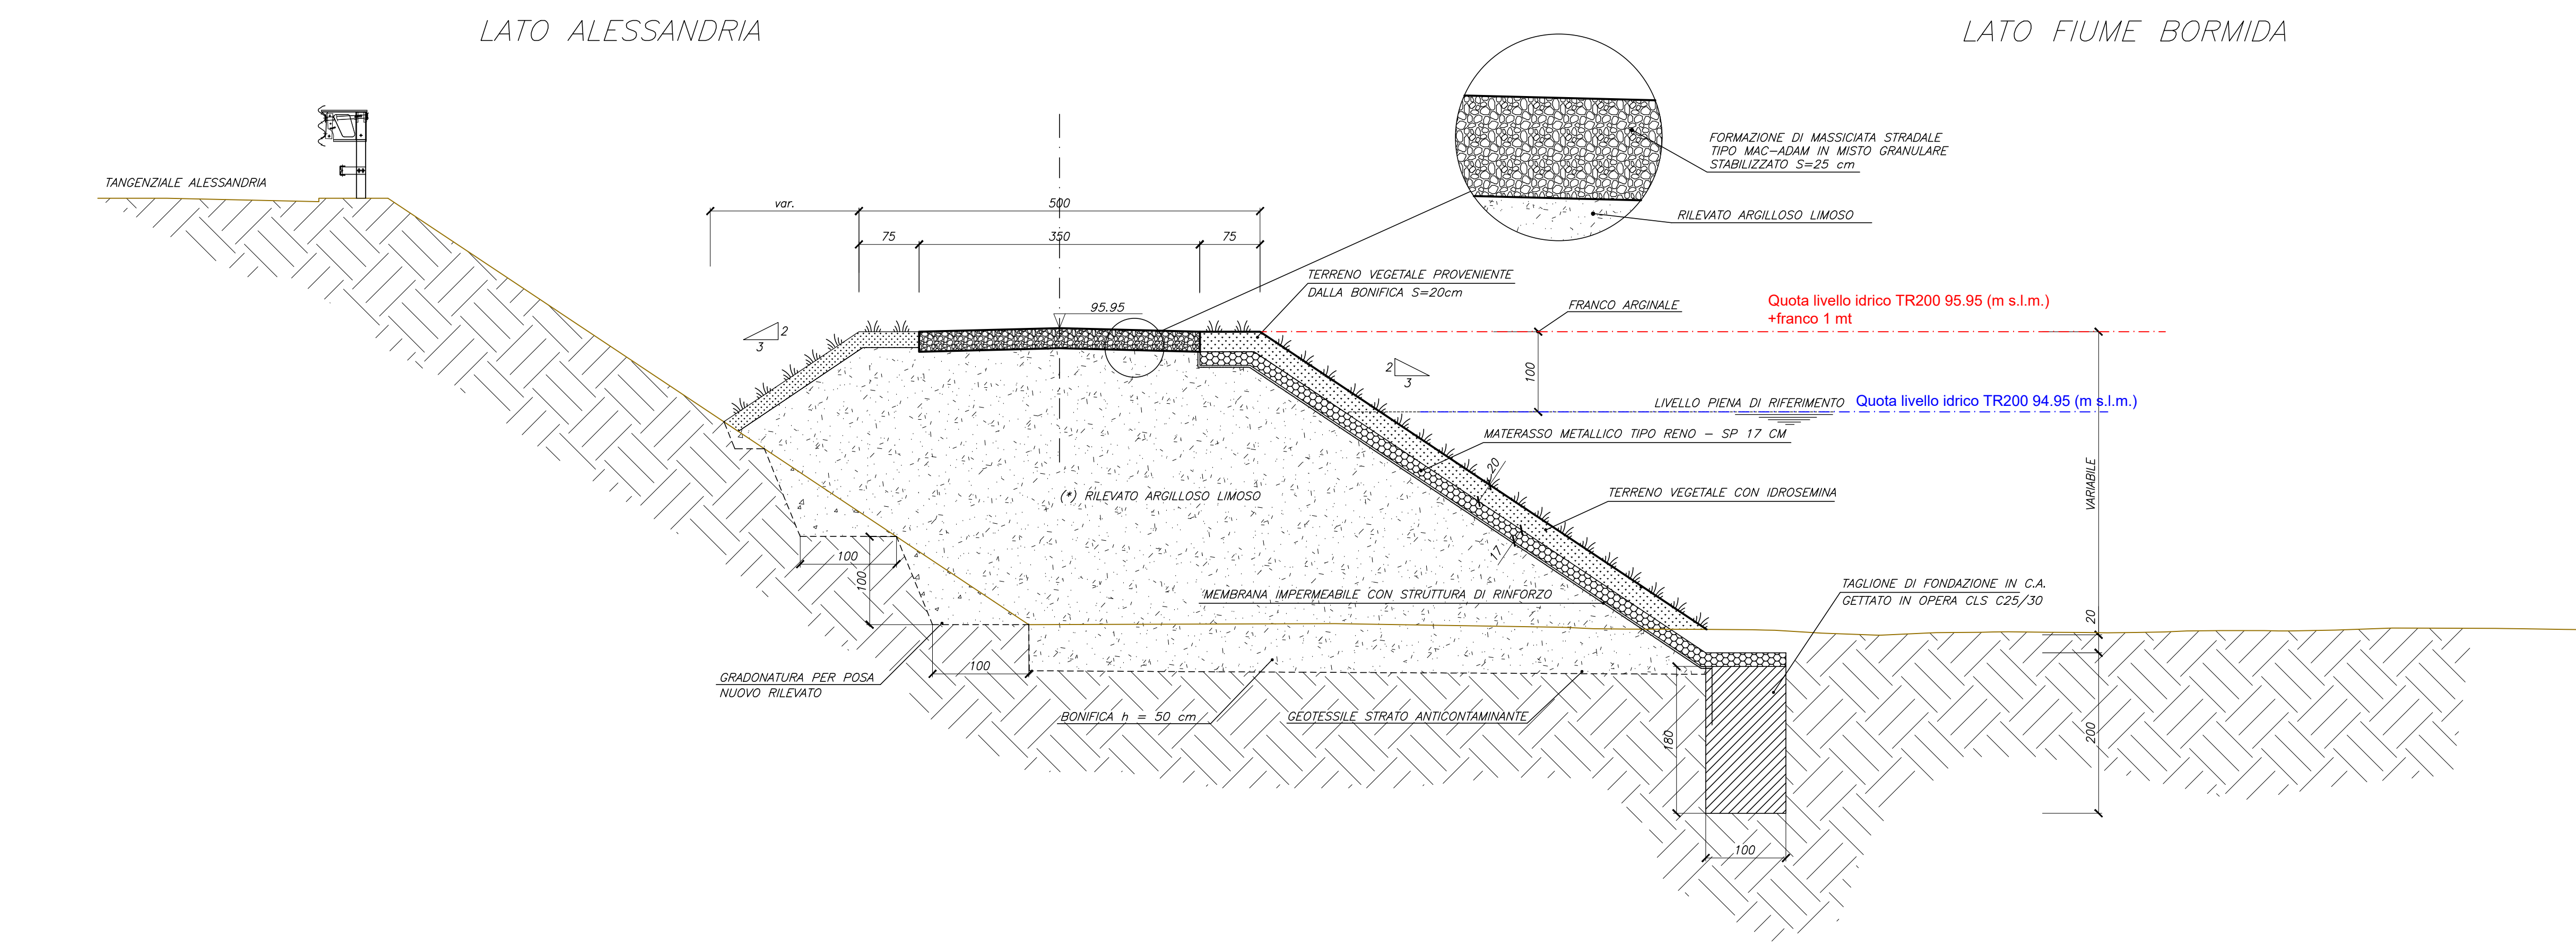 LATO ALESSANDRIA
LATO FIUME BORMIDA
FORMAZIONE DI MASSICIATA STRADALE
TIPO MAC-ADAM IN MISTO GRANULARE
STABILIZZATO S=25 cm
TANGENZIALE ALESSANDRIA
var.
500
RILEVATO ARGILLOSO LIMOSO
75
350
75
TERRENO VEGETALE PROVENIENTE
DALLA BONIFICA S=20cm
95.95
FRANCO ARGINALE
Quota livello idrico TR200 95.95 (m s.l.m.)
+franco 1 mt
2
3
2
3
100
LIVELLO PIENA DI RIFERIMENTO
Quota livello idrico TR200 94.95 (m s.l.m.)
MATERASSO METALLICO TIPO RENO - SP 17 CM
20
VARIABILE
(*) RILEVATO ARGILLOSO LIMOSO
TERRENO VEGETALE CON IDROSEMINA
17
100
100
MEMBRANA IMPERMEABILE CON STRUTTURA DI RINFORZO
TAGLIONE DI FONDAZIONE IN C.A.
GETTATO IN OPERA CLS C25/30
20
100
GRADONATURA PER POSA
NUOVO RILEVATO
BONIFICA h = 50 cm
GEOTESSILE STRATO ANTICONTAMINANTE
180
200
100